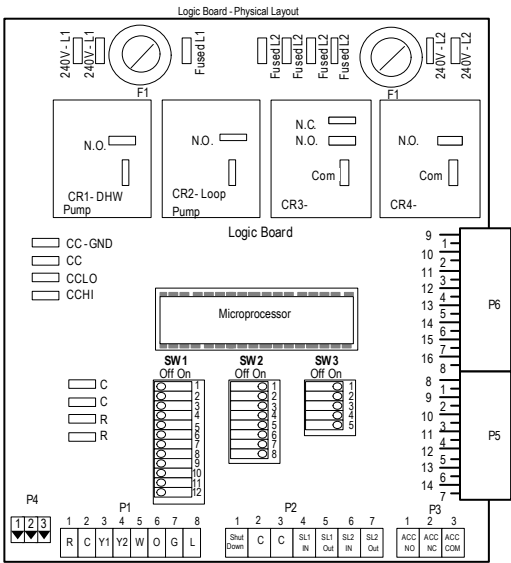 Logic Board - Physical Layout
240V - L1
240V - L1
Fused L1
Fused L2
Fused L2
Fused L2
Fused L2
240V - L2
240V - L2
F1
F1
N.O.
CR1- DHW
Pump
N.O.
CR2- Loop
Pump
N.C.
N.O.
Com
CR3-
N.O.
Com
CR4-
Logic Board
CC - GND
CC
CCLO
CCHI
Microprocessor
9
1
10
2
11
3
12
4
13
5
14
6
15
7
16
8
P6
8
1
9
2
10
3
11
4
12
5
13
6
14
7
P5
SW1
Off On
1
2
3
4
5
6
7
8
9
10
11
12
SW2
Off On
1
2
3
4
5
6
7
8
SW3
Off On
1
2
3
4
5
C
C
R
R
P4
1 2 3
P1
1 2 3 4 5 6 7 8
R C Y1 Y2 W O G L
P2
1 2 3 4 5 6 7
Shut Down C C SL1 IN SL1 Out SL2 IN SL2 Out
P3
1 2 3
ACC NO ACC NC ACC COM